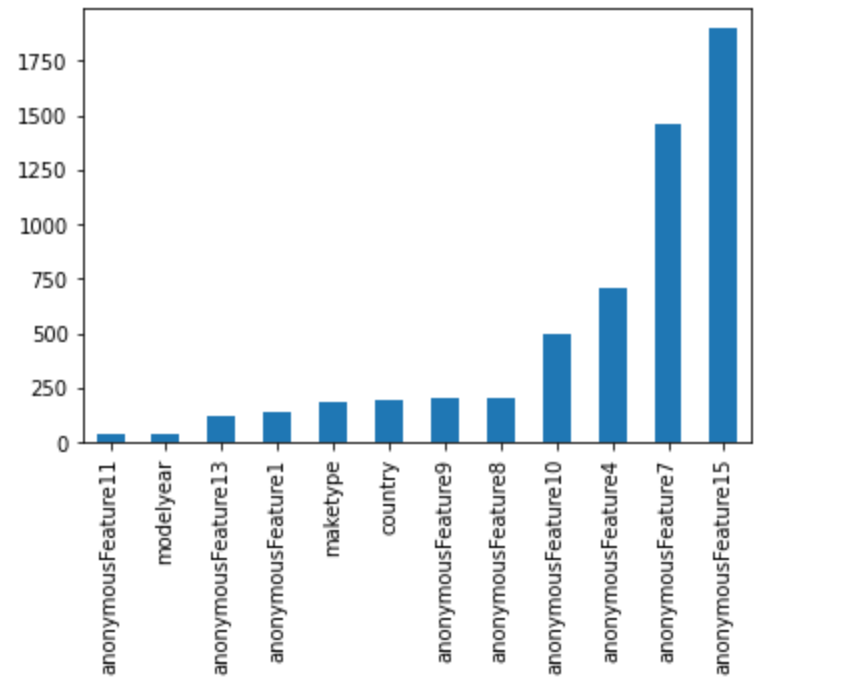 1750
1500
1250
1000
750
500
250
0
anonymousFeature11
modelyear
anonymousFeature13
anonymousFeature1
maketype
country
anonymousFeature9
anonymousFeature8
anonymousFeature10
anonymousFeature4
anonymousFeature7
anonymousFeature15